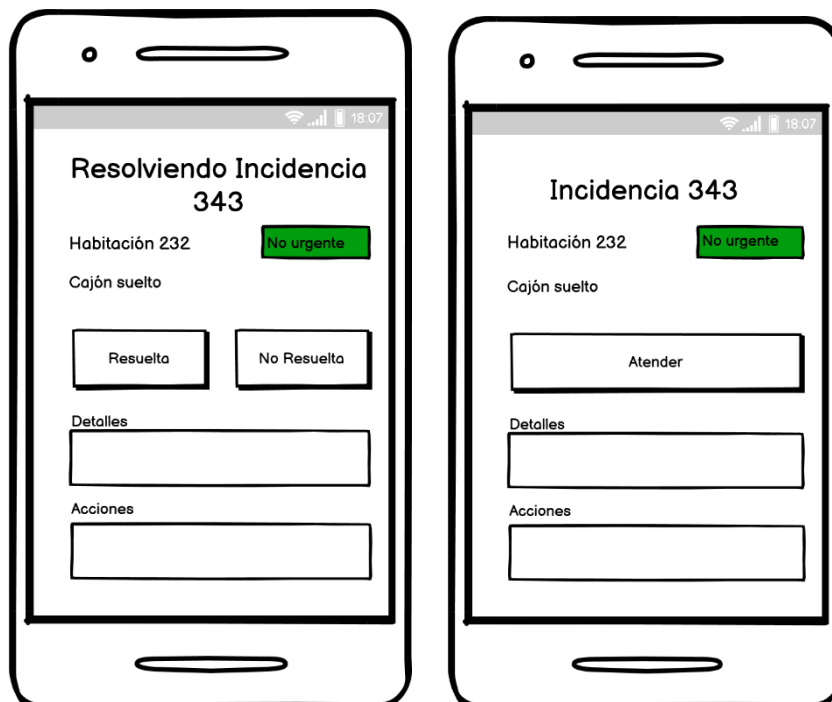 18:07
Resolviendo Incidencia
343
Habitación 232
No urgente
Cajón suelto
Resuelta
No Resuelta
Detalles
Acciones
18:07
Incidencia 343
Habitación 232
No urgente
Cajón suelto
Atender
Detalles
Acciones